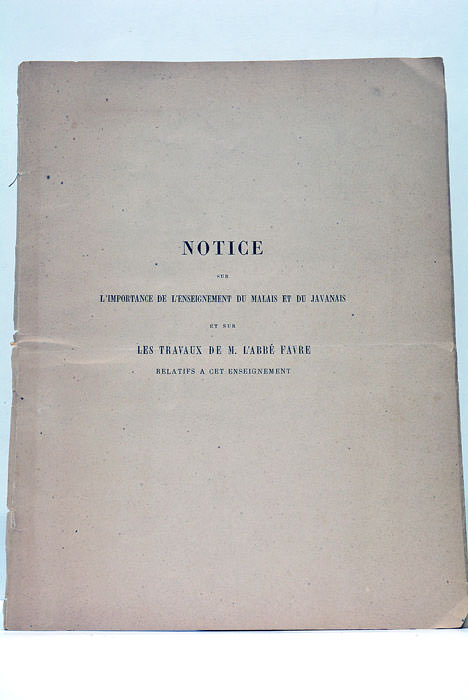 NOTICE
SUR
L'IMPORTANCE DE L'ENSEIGNEMENT DU MALAIS ET DU JAVANAIS
ET SUR
LES TRAVAUX DE M. L'ABBÉ FAVRE
RELATIFS A CET ENSEIGNEMENT